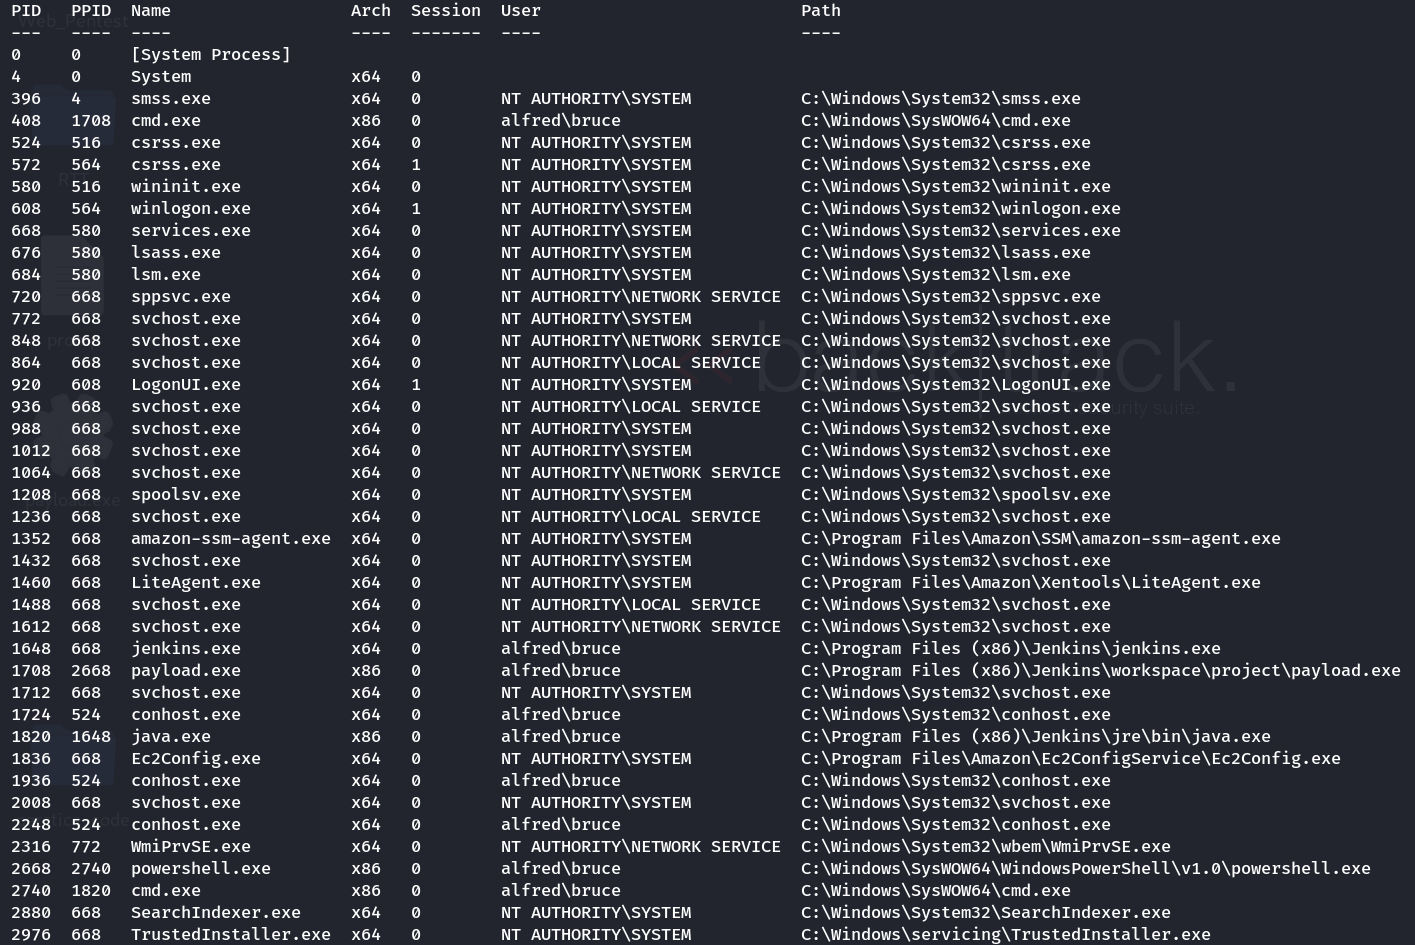 PID   PPID  Name                  Arch  Session  User                          Path
---   ----  ----                  ----  -------  ----                          ----
0     0     [System Process]
4     0     System                x64   0
396   4     smss.exe              x64   0        NT AUTHORITY\SYSTEM           C:\Windows\System32\smss.exe
408   1708  cmd.exe               x86   0        alfred\bruce                  C:\Windows\SysWOW64\cmd.exe
524   516   csrss.exe             x64   0        NT AUTHORITY\SYSTEM           C:\Windows\System32\csrss.exe
572   564   csrss.exe             x64   1        NT AUTHORITY\SYSTEM           C:\Windows\System32\csrss.exe
580   516   wininit.exe           x64   0        NT AUTHORITY\SYSTEM           C:\Windows\System32\wininit.exe
608   564   winlogon.exe          x64   1        NT AUTHORITY\SYSTEM           C:\Windows\System32\winlogon.exe
668   580   services.exe          x64   0        NT AUTHORITY\SYSTEM           C:\Windows\System32\services.exe
676   580   lsass.exe             x64   0        NT AUTHORITY\SYSTEM           C:\Windows\System32\lsass.exe
684   580   lsm.exe               x64   0        NT AUTHORITY\SYSTEM           C:\Windows\System32\lsm.exe
720   668   sppsvc.exe            x64   0        NT AUTHORITY\NETWORK SERVICE  C:\Windows\System32\sppsvc.exe
772   668   svchost.exe           x64   0        NT AUTHORITY\SYSTEM           C:\Windows\System32\svchost.exe
848   668   svchost.exe           x64   0        NT AUTHORITY\NETWORK SERVICE  C:\Windows\System32\svchost.exe
864   668   svchost.exe           x64   0        NT AUTHORITY\LOCAL SERVICE    C:\Windows\System32\svchost.exe
920   608   LogonUI.exe           x64   1        NT AUTHORITY\SYSTEM           C:\Windows\System32\LogonUI.exe
936   668   svchost.exe           x64   0        NT AUTHORITY\LOCAL SERVICE    C:\Windows\System32\svchost.exe
988   668   svchost.exe           x64   0        NT AUTHORITY\SYSTEM           C:\Windows\System32\svchost.exe
1012  668   svchost.exe           x64   0        NT AUTHORITY\SYSTEM           C:\Windows\System32\svchost.exe
1064  668   svchost.exe           x64   0        NT AUTHORITY\NETWORK SERVICE  C:\Windows\System32\svchost.exe
1208  668   spoolsv.exe           x64   0        NT AUTHORITY\SYSTEM           C:\Windows\System32\spoolsv.exe
1236  668   svchost.exe           x64   0        NT AUTHORITY\LOCAL SERVICE    C:\Windows\System32\svchost.exe
1352  668   amazon-ssm-agent.exe  x64   0        NT AUTHORITY\SYSTEM           C:\Program Files\Amazon\SSM\amazon-ssm-agent.exe
1432  668   svchost.exe           x64   0        NT AUTHORITY\SYSTEM           C:\Windows\System32\svchost.exe
1460  668   LiteAgent.exe         x64   0        NT AUTHORITY\SYSTEM           C:\Program Files\Amazon\Xentools\LiteAgent.exe
1488  668   svchost.exe           x64   0        NT AUTHORITY\LOCAL SERVICE    C:\Windows\System32\svchost.exe
1612  668   svchost.exe           x64   0        NT AUTHORITY\NETWORK SERVICE  C:\Windows\System32\svchost.exe
1648  668   jenkins.exe           x64   0        alfred\bruce                  C:\Program Files (x86)\Jenkins\jenkins.exe
1708  2668  payload.exe           x86   0        alfred\bruce                  C:\Program Files (x86)\Jenkins\workspace\project\payload.exe
1712  668   svchost.exe           x64   0        NT AUTHORITY\SYSTEM           C:\Windows\System32\svchost.exe
1724  524   conhost.exe           x64   0        alfred\bruce                  C:\Windows\System32\conhost.exe
1820  1648  java.exe              x86   0        alfred\bruce                  C:\Program Files (x86)\Jenkins\jre\bin\java.exe
1836  668   Ec2Config.exe         x64   0        NT AUTHORITY\SYSTEM           C:\Program Files\Amazon\Ec2ConfigService\Ec2Config.exe
1936  524   conhost.exe           x64   0        alfred\bruce                  C:\Windows\System32\conhost.exe
2008  668   svchost.exe           x64   0        NT AUTHORITY\SYSTEM           C:\Windows\System32\svchost.exe
2248  524   conhost.exe           x64   0        alfred\bruce                  C:\Windows\System32\conhost.exe
2316  772   WmiPrvSE.exe          x64   0        NT AUTHORITY\NETWORK SERVICE  C:\Windows\System32\wbem\WmiPrvSE.exe
2668  2740  powershell.exe        x86   0        alfred\bruce                  C:\Windows\SysWOW64\WindowsPowerShell\v1.0\powershell.exe
2740  1820  cmd.exe               x86   0        alfred\bruce                  C:\Windows\SysWOW64\cmd.exe
2880  668   SearchIndexer.exe     x64   0        NT AUTHORITY\SYSTEM           C:\Windows\System32\SearchIndexer.exe
2976  668   TrustedInstaller.exe  x64   0        NT AUTHORITY\SYSTEM           C:\Windows\servicing\TrustedInstaller.exe